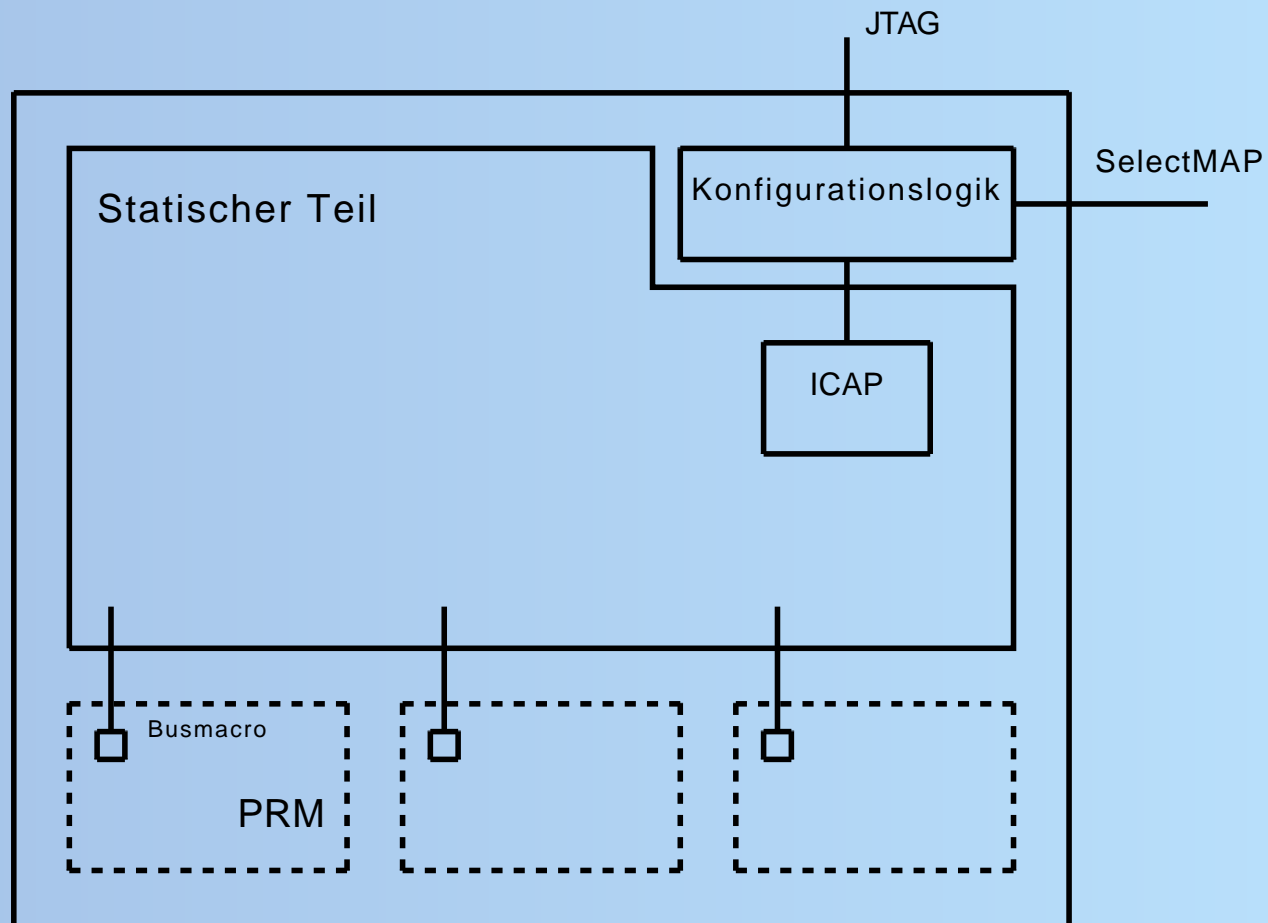 JTAG
SelectMAP
Konfigurationslogik
Statischer Teil
ICAP
Busmacro
PRM